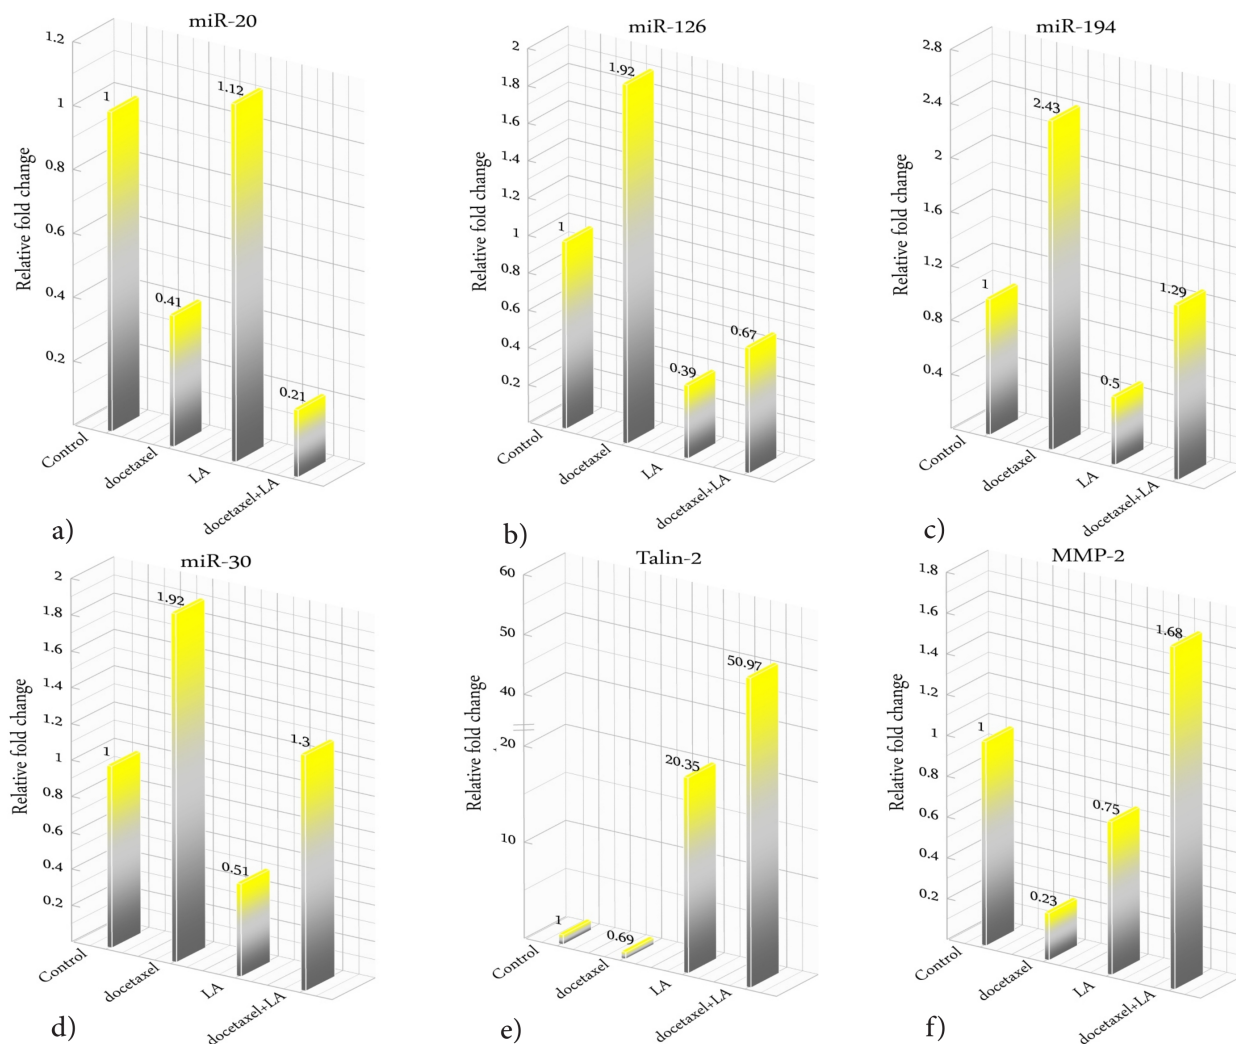 miR-20
Relative fold change
1.2
1
0.8
0.6
0.4
0.2
1
0.41
1.12
0.21
Control
docetaxel
LA
docetaxel+LA
a)
miR-126
Relative fold change
2
1.8
1.6
1.4
1.2
1
0.8
0.6
0.4
0.2
1
1.92
0.39
0.67
Control
docetaxel
LA
docetaxel+LA
b)
miR-194
Relative fold change
2.8
2.4
2
1.6
1.2
0.8
0.4
1
2.43
0.5
1.29
Control
docetaxel
LA
docetaxel+LA
c)
miR-30
Relative fold change
2
1.8
1.6
1.4
1.2
1
0.8
0.6
0.4
0.2
1
1.92
0.51
1.3
Control
docetaxel
LA
docetaxel+LA
d)
Talin-2
Relative fold change
60
50
40
20
10
1
0.69
20.35
50.97
Control
docetaxel
LA
docetaxel+LA
e)
MMP-2
Relative fold change
1.8
1.6
1.4
1.2
1
0.8
0.6
0.4
0.2
1
0.23
0.75
1.68
Control
docetaxel
LA
docetaxel+LA
f)